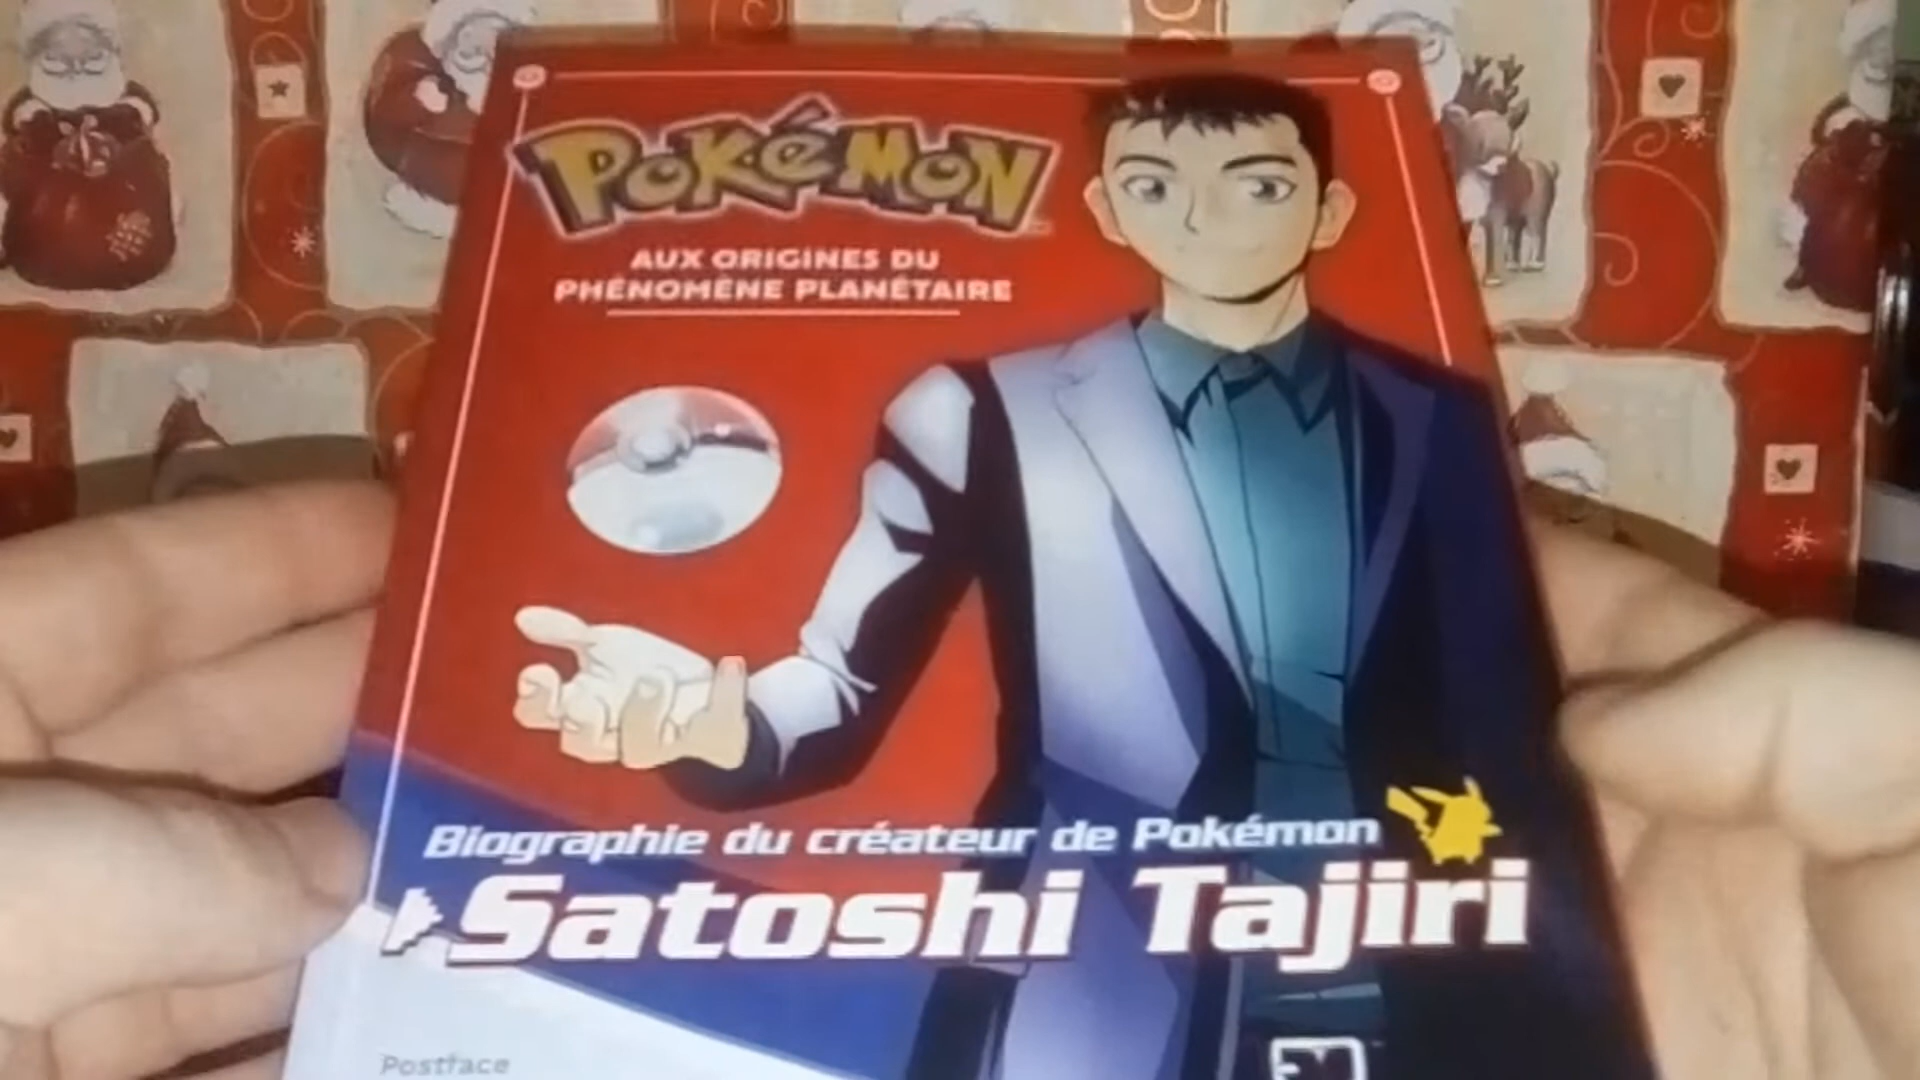 POKéMON
AUX ORIGINES DU
PHÉNOMÈNE PLANÉTAIRE
Biographie du créateur de Pokémon
Satoshi Tajiri
Postface